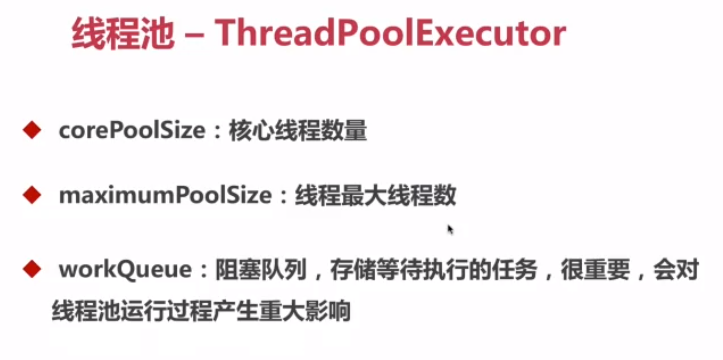 线程池 – ThreadPoolExecutor
corePoolSize：核心线程数量
maximumPoolSize：线程最大线程数
workQueue：阻塞队列，存储等待执行的任务，很重要，会对
线程池运行过程产生重大影响